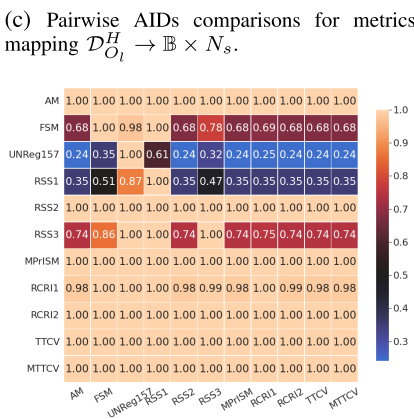 (c) Pairwise AIDs comparisons for metrics
mapping $\mathcal{D}^{H}_{O_l} \to \mathbb{B} \times N_s$.
AM 1.00 1.00 1.00 1.00 1.00 1.00 1.00 1.00 1.00 1.00 1.00 1.0
FSM 0.68 1.00 0.98 1.00 0.68 0.78 0.68 0.69 0.68 0.68 0.68 0.9
UNReg157 0.24 0.35 1.00 0.61 0.24 0.32 0.24 0.25 0.24 0.24 0.24 0.8
RSS1 0.35 0.51 0.87 1.00 0.35 0.47 0.35 0.35 0.35 0.35 0.35
RSS2 1.00 1.00 1.00 1.00 1.00 1.00 1.00 1.00 1.00 1.00 1.00 0.7
RSS3 0.74 0.86 1.00 1.00 0.74 1.00 0.74 0.75 0.74 0.74 0.74 0.6
MPrISM 1.00 1.00 1.00 1.00 1.00 1.00 1.00 1.00 1.00 1.00 1.00 0.5
RCRI1 0.98 1.00 1.00 1.00 0.98 0.99 0.98 1.00 0.99 0.98 0.98
RCRI2 1.00 1.00 1.00 1.00 1.00 1.00 1.00 1.00 1.00 1.00 1.00 0.4
TTCV 1.00 1.00 1.00 1.00 1.00 1.00 1.00 1.00 1.00 1.00 1.00 0.3
MTTCV 1.00 1.00 1.00 1.00 1.00 1.00 1.00 1.00 1.00 1.00 1.00
AM FSM UNReg157 RSS1 RSS2 RSS3 MPrISM RCRI1 RCRI2 TTCV MTTCV